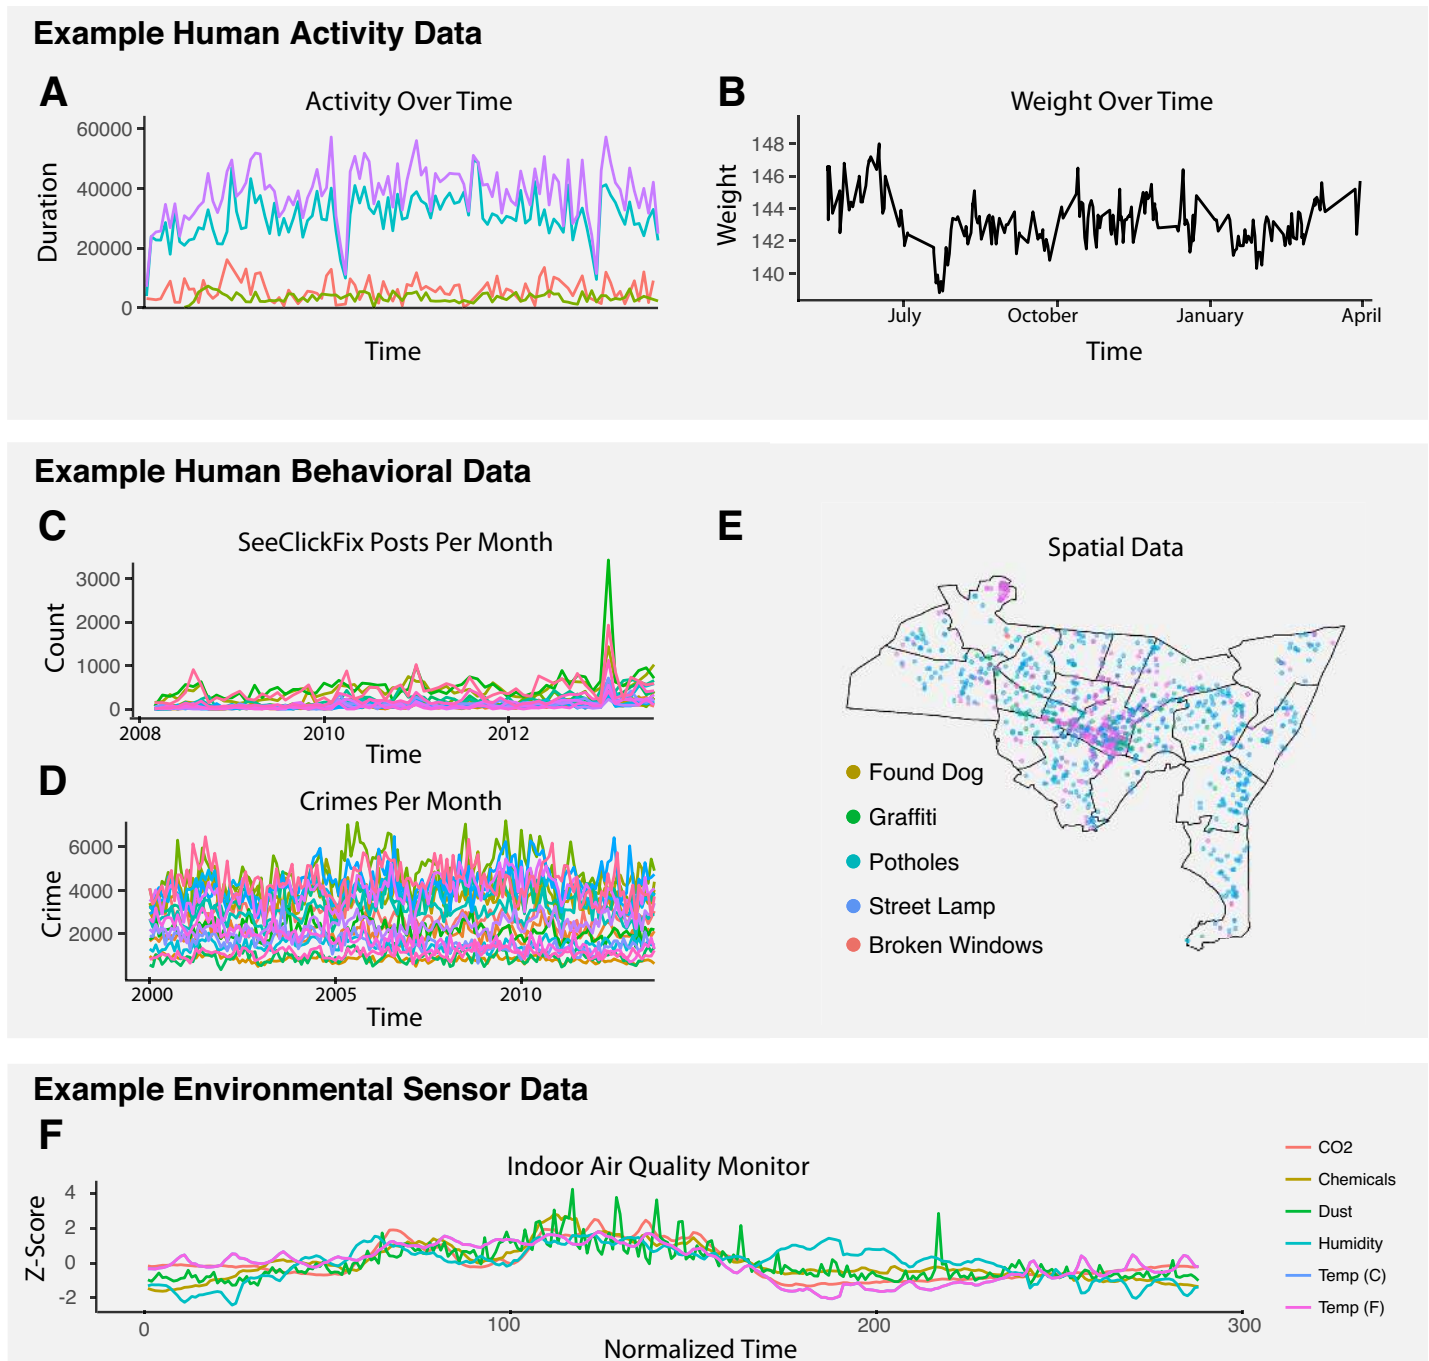 Example Human Activity Data
A
Activity Over Time
60000
40000
20000
0
Duration
Time
B
Weight Over Time
148
146
144
142
140
Weight
July October January April
Time
Example Human Behavioral Data
C
SeeClickFix Posts Per Month
3000
2000
1000
0
Count
2008 2010 2012
Time
D
Crimes Per Month
6000
4000
2000
Crime
2000 2005 2010
Time
E
Spatial Data
Found Dog
Graffiti
Potholes
Street Lamp
Broken Windows
Example Environmental Sensor Data
F
Indoor Air Quality Monitor
4
2
0
-2
Z-Score
0 100 200 300
Normalized Time
CO2
Chemicals
Dust
Humidity
Temp (C)
Temp (F)